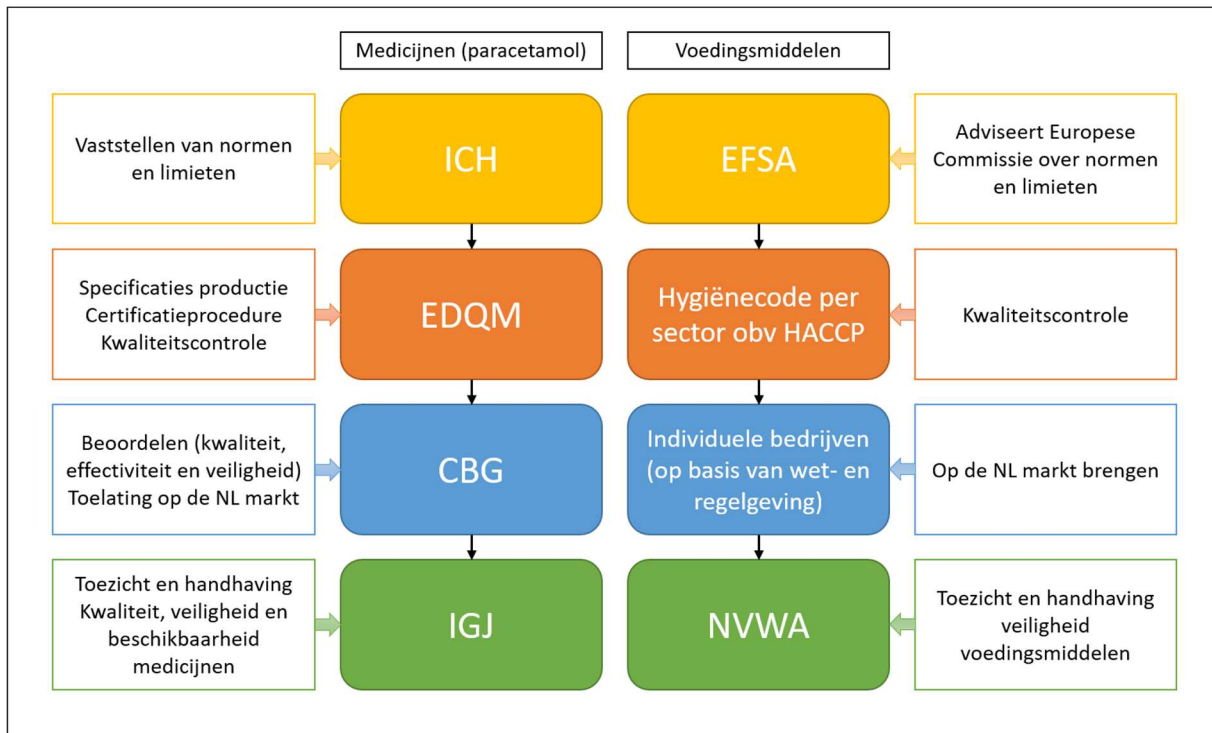 Medicijnen (paracetamol)
Voedingsmiddelen
Vaststellen van normen
en limieten
ICH
EFSA
Adviseert Europese
Commissie over normen
en limieten
Specificaties productie
Certificatieprocedure
Kwaliteitscontrole
EDQM
Hygiënecode per
sector obv HACCP
Kwaliteitscontrole
Beoordelen (kwaliteit,
effectiviteit en veiligheid)
Toelating op de NL markt
CBG
Individuele bedrijven
(op basis van wet- en
regelgeving)
Op de NL markt brengen
Toezicht en handhaving
Kwaliteit, veiligheid en
beschikbaarheid
medicijnen
IGJ
NVWA
Toezicht en handhaving
veiligheid
voedingsmiddelen